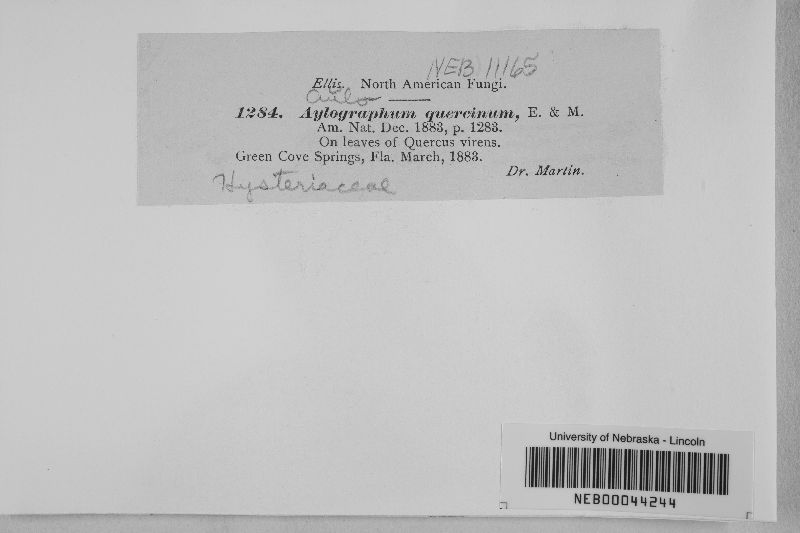 NEB 11165
Ellis. North American Fungi.
Aulo
1284. Aylographum quercinum, E. & M.
Am. Nat. Dec. 1883, p. 1283.
On leaves of Quercus virens.
Green Cove Springs, Fla. March, 1883.
Dr. Martin.
Hysteriaceae
University of Nebraska - Lincoln
NEB00044244